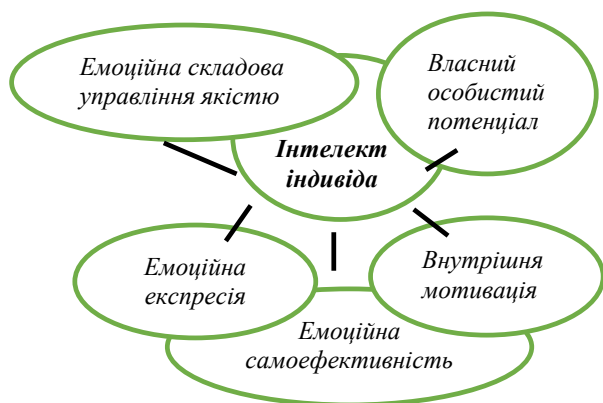 Емоційна складова
управління якістю
Власний
особистий
потенціал
Інтелект
індивіда
Емоційна
експресія
Внутрішня
мотивація
Емоційна
самоефективність